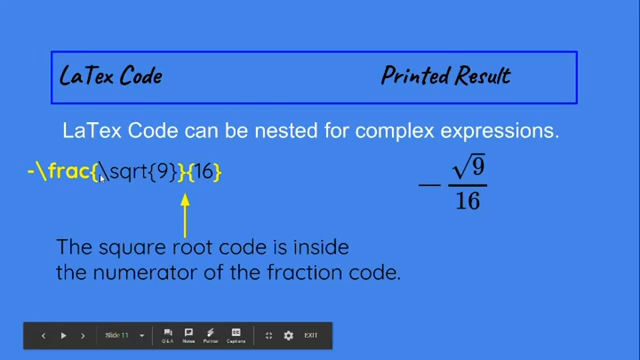 LaTex Code Printed Result
LaTex Code can be nested for complex expressions.
-\frac{\sqrt{9}}{16} −√9/16
The square root code is inside
the numerator of the fraction code.
Slide 11 Q&A Notes Pointer Captions EXIT